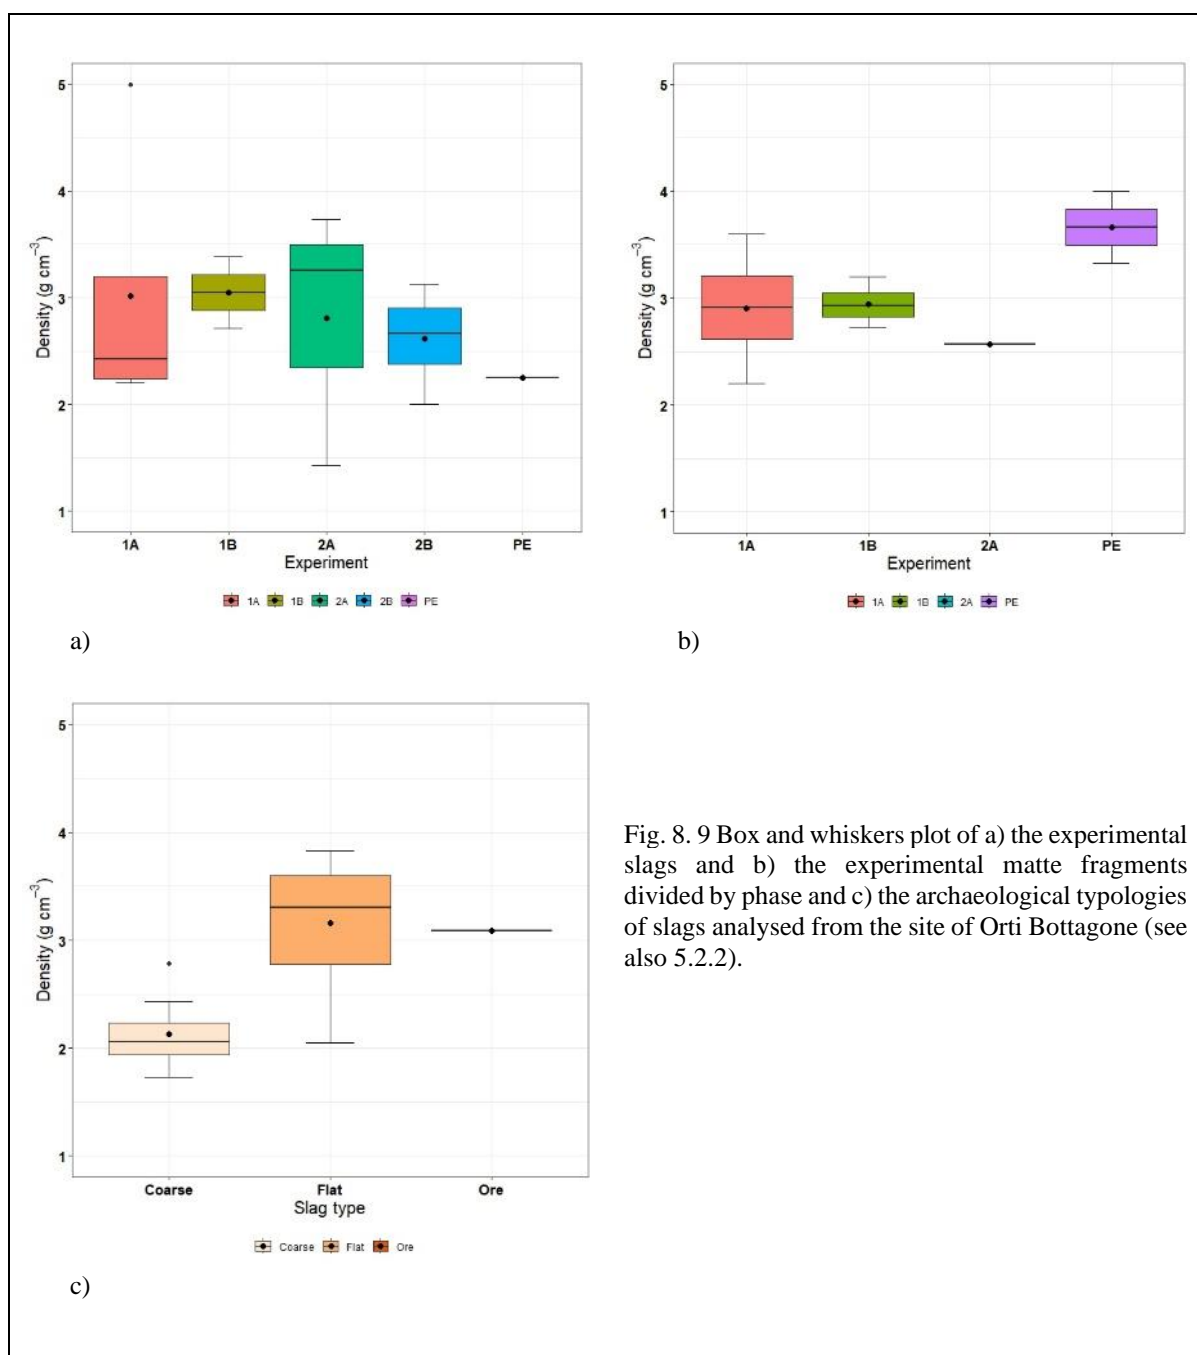 5
4
3
2
1
Density (g cm⁻³)
1A 1B 2A 2B PE
Experiment
1A 1B 2A 2B PE
a)
5
4
3
2
1
Density (g cm⁻³)
1A 1B 2A PE
Experiment
1A 1B 2A PE
b)
5
4
3
2
1
Density (g cm⁻³)
Coarse Flat Ore
Slag type
Coarse Flat Ore
c)
Fig. 8. 9 Box and whiskers plot of a) the experimental
slags and b) the experimental matte fragments
divided by phase and c) the archaeological typologies
of slags analysed from the site of Orti Bottagone (see
also 5.2.2).